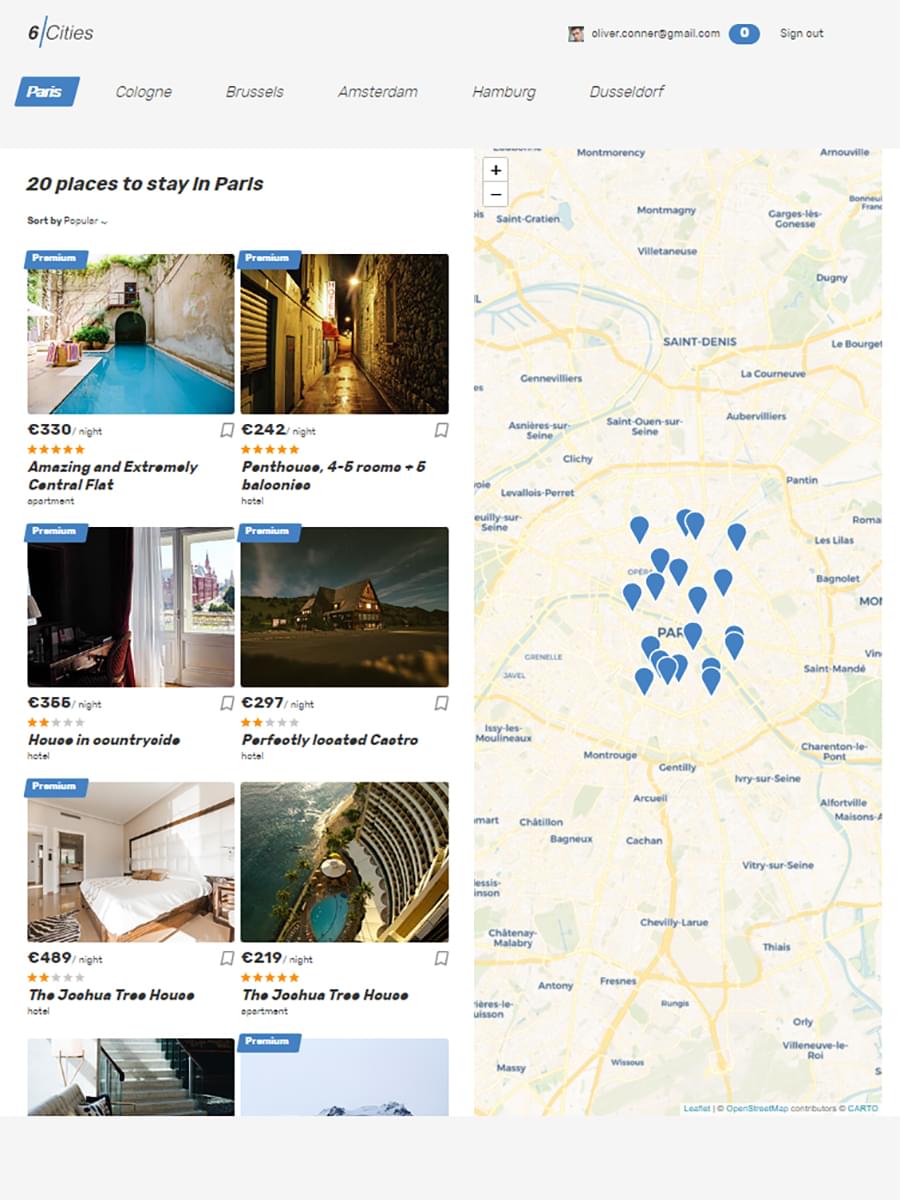 6 Cities
oliver.conner@gmail.com 0 Sign out
Paris Cologne Brussels Amsterdam Hamburg Dusseldorf
20 places to stay in Paris
Sort by Popular
Premium
€330/ night
Amazing and Extremely
Central Flat
apartment
Premium
HOTEL
€242/ night
Penthouse, 4-5 rooms + 5
balconies
hotel
Premium
€355/ night
House in countryside
hotel
€297/ night
Perfectly located Castro
hotel
Premium
€489/ night
The Joshua Tree House
hotel
€219/ night
The Joshua Tree House
apartment
Premium
+
−
Montmorency
Arnouville
Saint-Gratien
Montmagny
Garges-lès-
Gonesse
Villetaneuse
Dugny
SAINT-DENIS
Le Bourget
Gennevilliers
La Courneuve
Asnières-sur-
Seine
Saint-Ouen-sur-
Seine
Aubervilliers
Clichy
Levallois-Perret
Pantin
euilly-sur-
Seine
Les Lilas
Bagnolet
PAR
GRENELLE
JAVEL
Saint-Mandé
Issy-les-
Moulineaux
Montrouge
Gentilly
Charenton-le-
Pont
Ivry-sur-Seine
Arcueil
Alfortville
Maisons-A
Châtillon
Bagneux
Cachan
Vitry-sur-Seine
Chevilly-Larue
Châtenay-
Malabry
Thiais
Antony
Fresnes
Rungis
Orly
Villeneuve-le-
Roi
Massy
Wissous
Leaflet | © OpenStreetMap contributors © CARTO